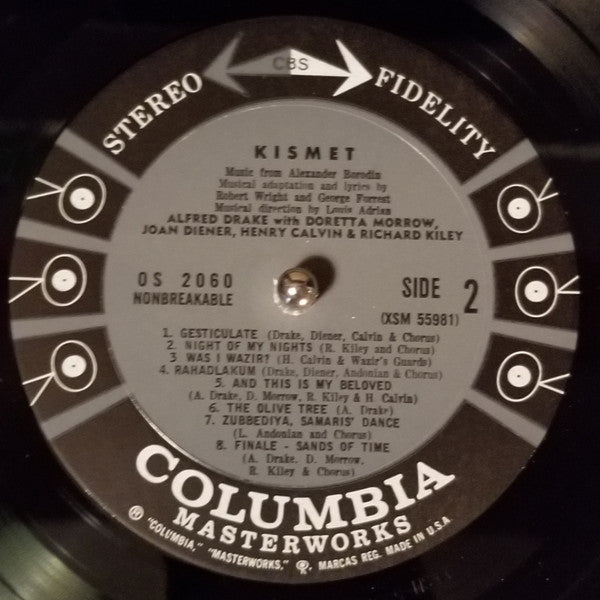 CBS
STEREO FIDELITY
KISMET
Music from Alexander Borodin
Musical adaptation and lyrics by
Robert Wright and George Forrest
Musical direction by Louis Adrian
ALFRED DRAKE with DORETTA MORROW,
JOAN DIENER, HENRY CALVIN & RICHARD KILEY
OS 2060
NONBREAKABLE
SIDE 2
(XSM 55981)
1. GESTICULATE (Drake, Diener, Calvin & Chorus)
2. NIGHT OF MY NIGHTS (R. Kiley and Chorus)
3 WAS I WAZIR? (H. Calvin & Wazir's Guards)
4. RAHADLAKUM (Drake, Diener, Andonian & Chorus)
5. AND THIS IS MY BELOVED
(A. Drake, D. Morrow, R. Kiley & H. Calvin)
6. THE OLIVE TREE (A. Drake)
7. ZUBBEDIYA, SAMARIS' DANCE
(L. Andonian and Chorus)
8. FINALE - SANDS OF TIME
(A. Drake, D. Morrow,
R. Kiley & Chorus)
COLUMBIA
MASTERWORKS
Ⓡ "COLUMBIA," "MASTERWORKS," Ⓟ. MARCAS REG. MADE IN U.S.A